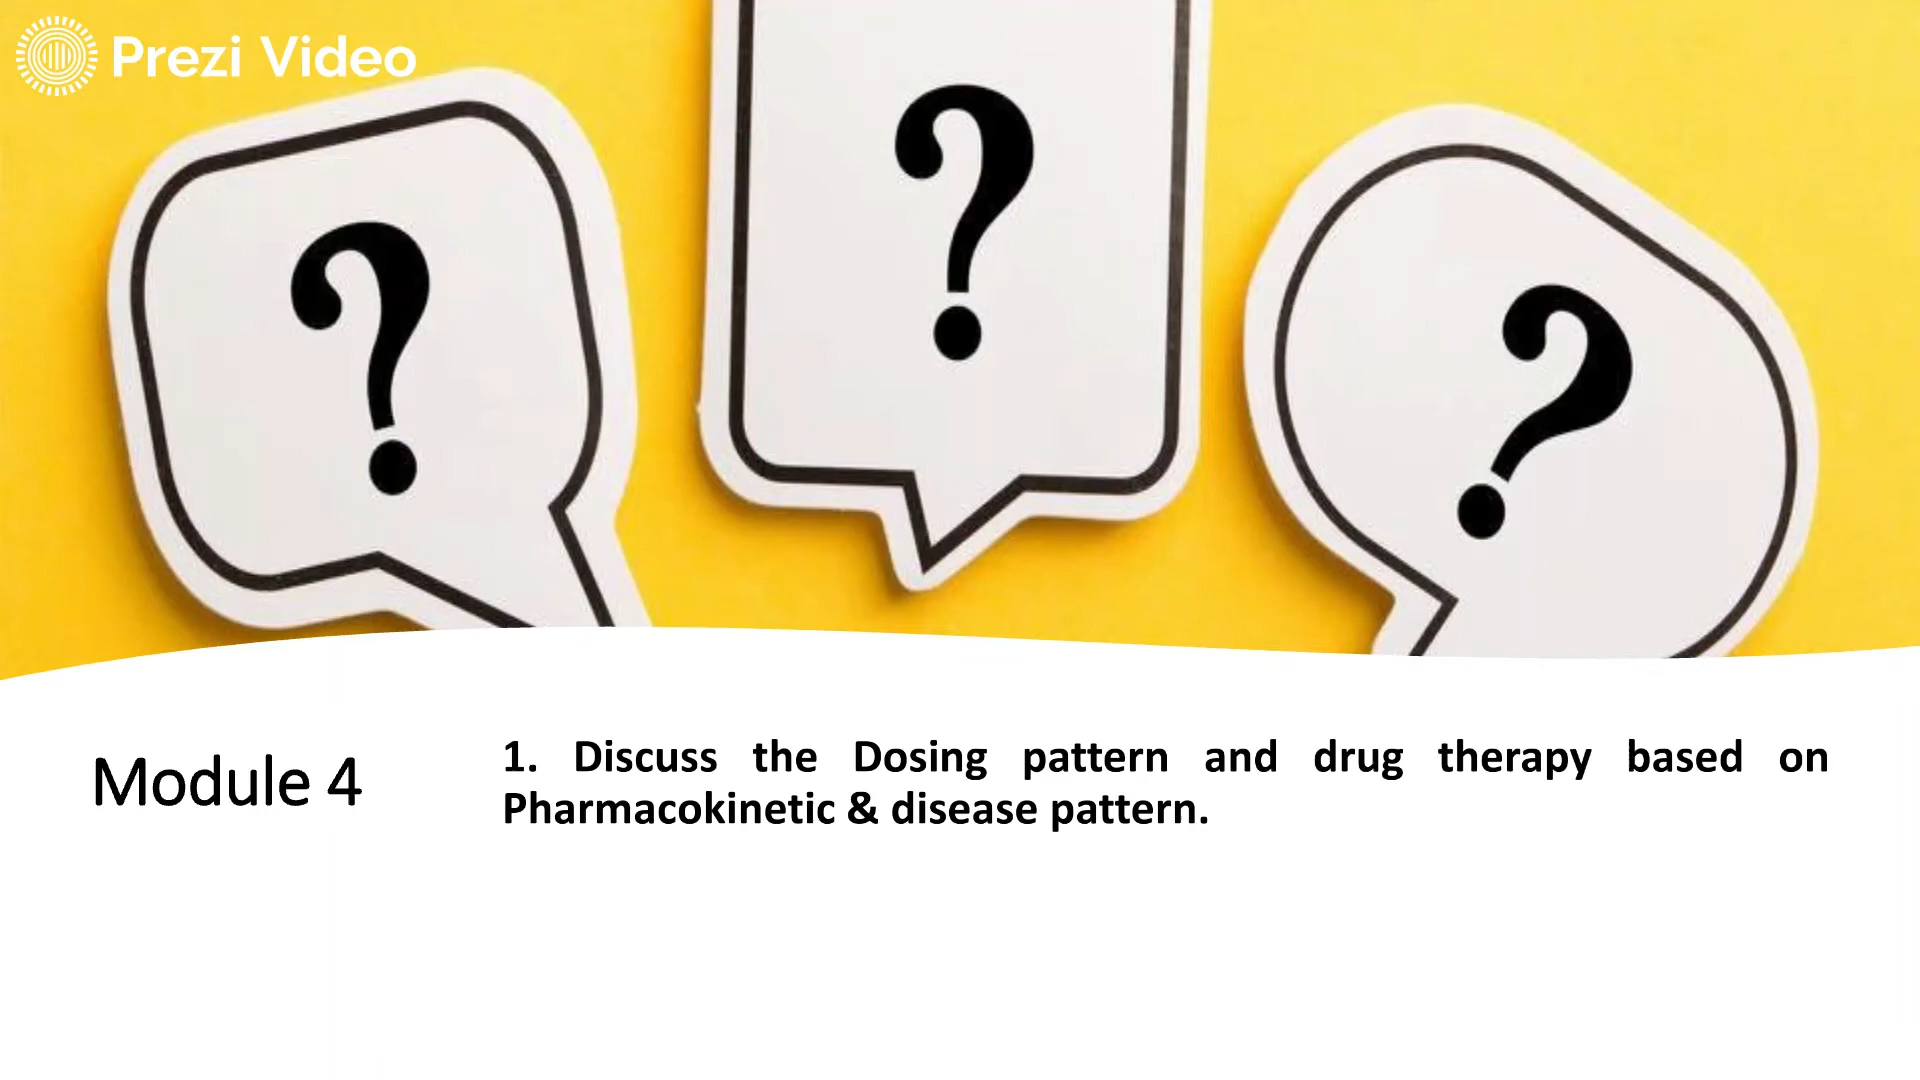 Prezi Video
?
?
?
Module 4
1. Discuss the Dosing pattern and drug therapy based on
Pharmacokinetic & disease pattern.